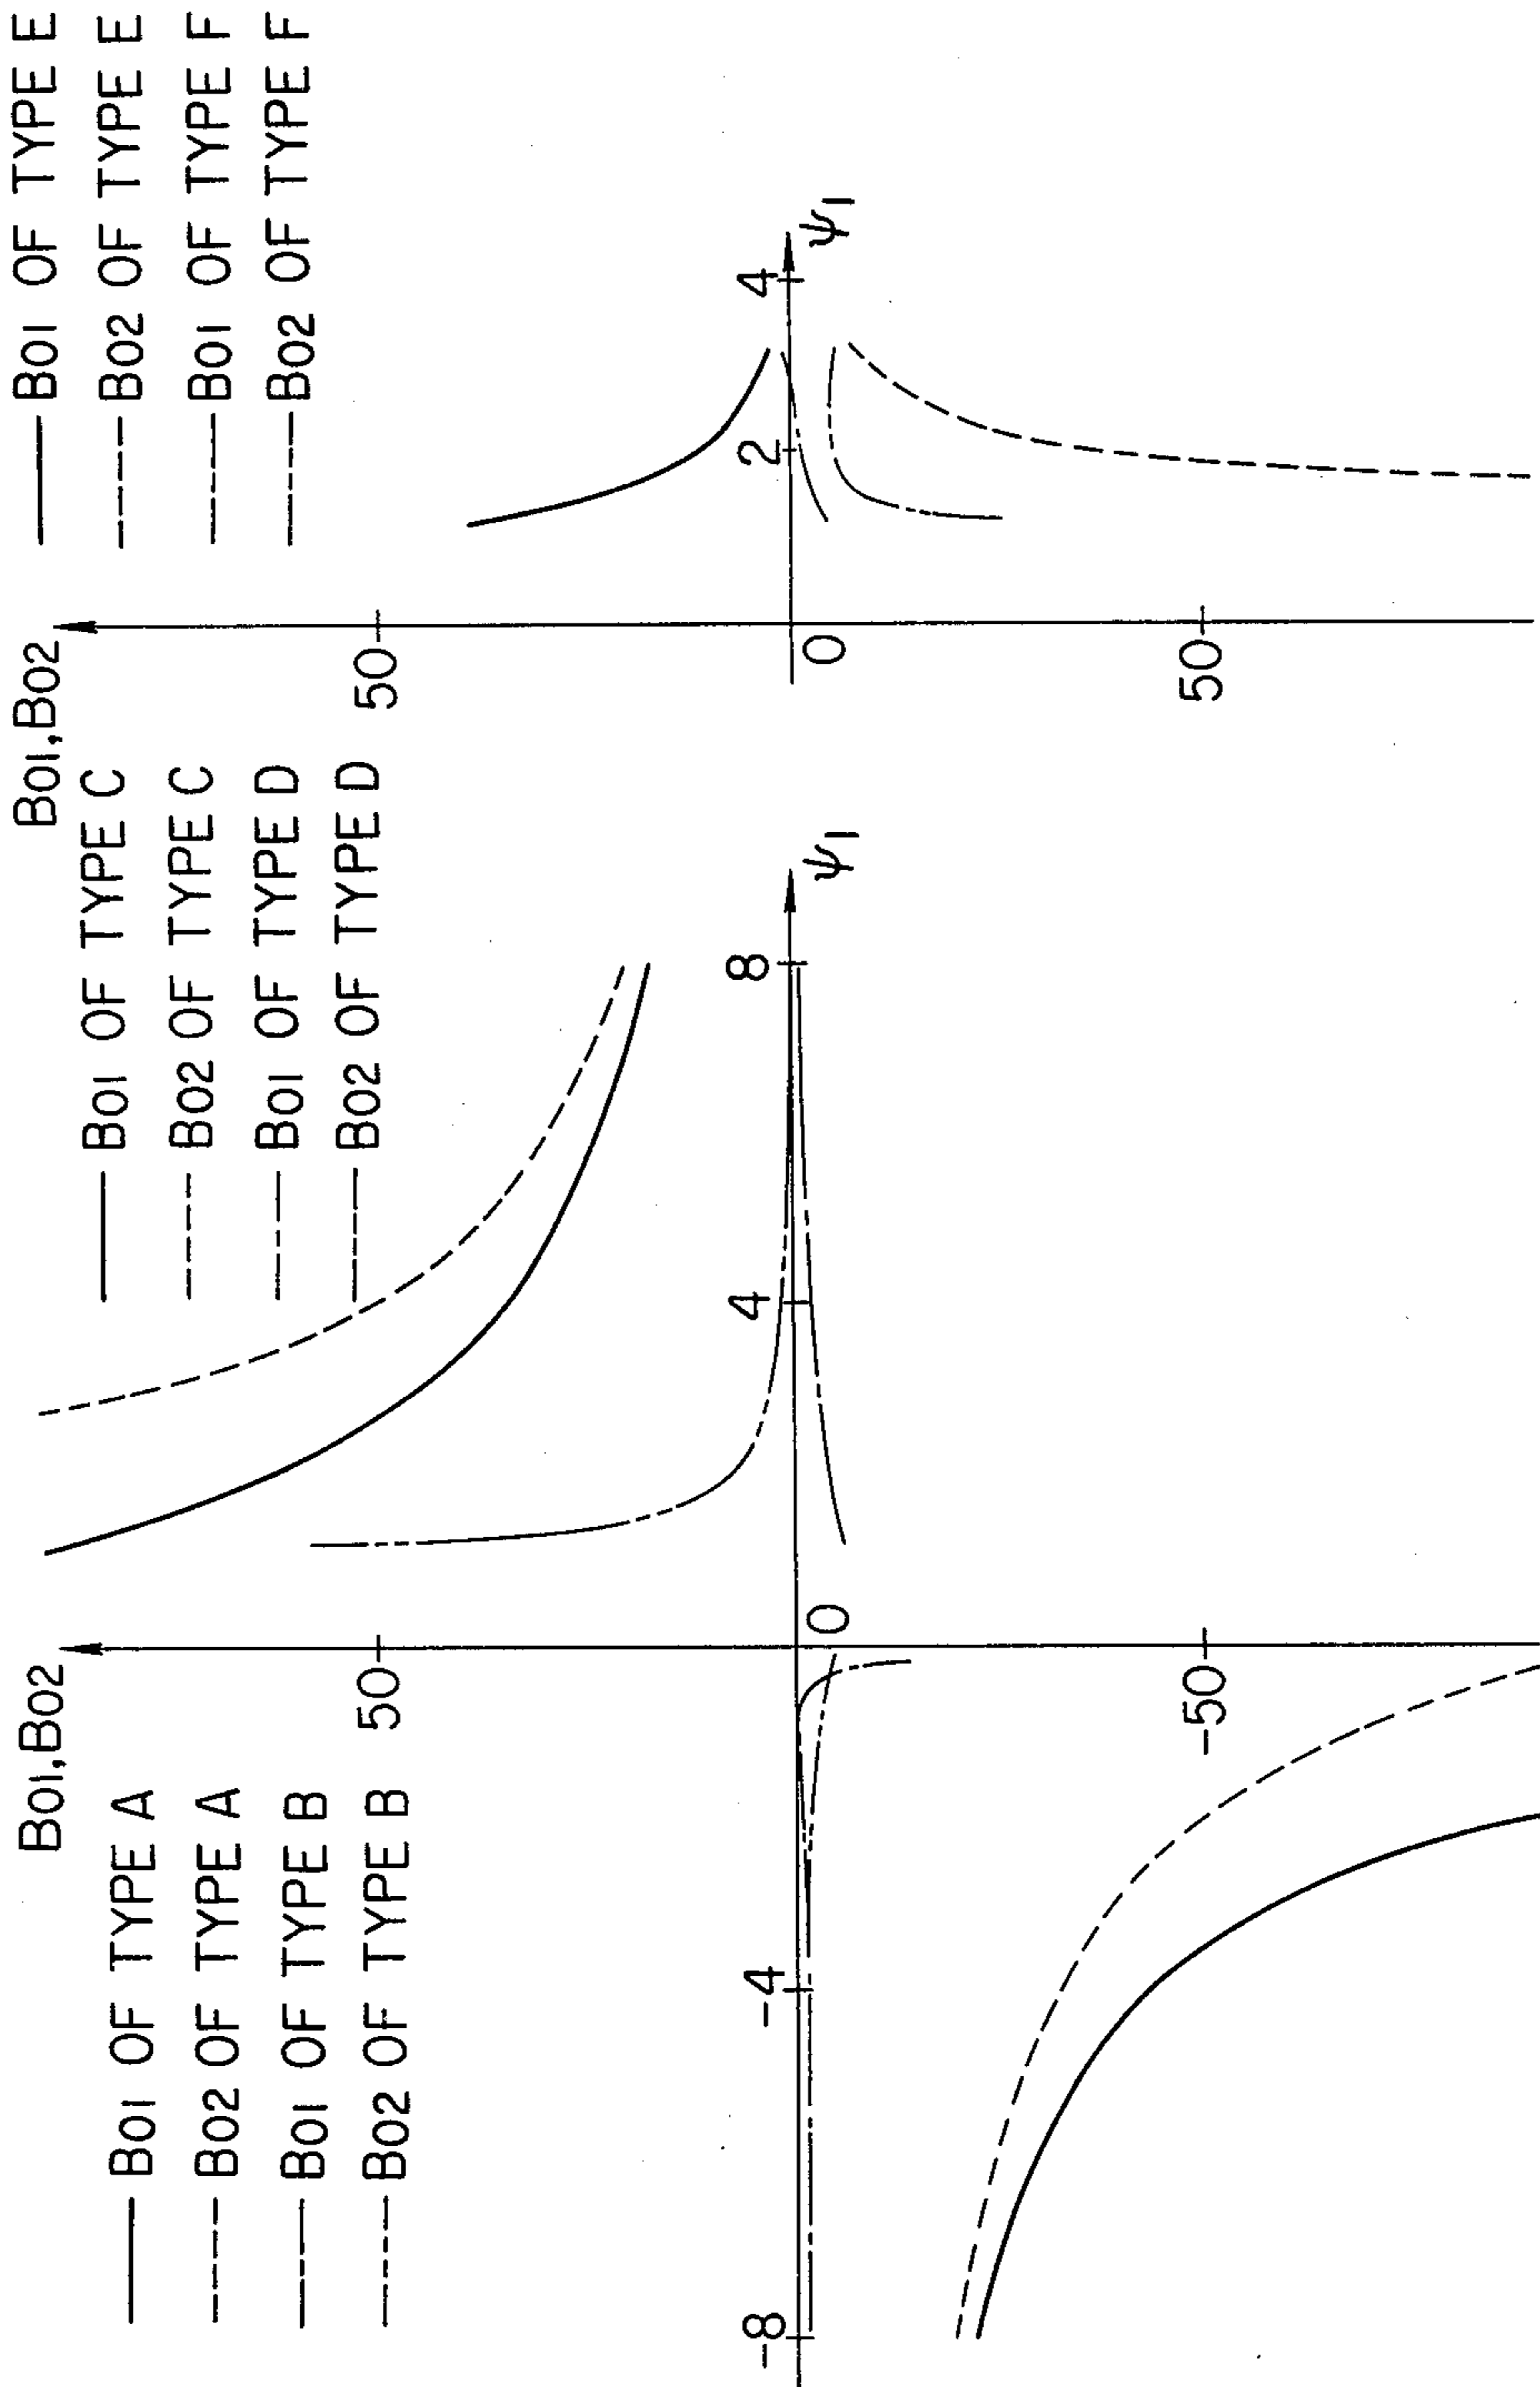 B01, B02
B01 OF TYPE A
B02 OF TYPE A
B01 OF TYPE B
B02 OF TYPE B
50
-8
-4
0
-50
B01, B02
B01 OF TYPE C
B02 OF TYPE C
B01 OF TYPE D
B02 OF TYPE D
50
4
8
ψ1
B01 OF TYPE E
B02 OF TYPE E
B01 OF TYPE F
B02 OF TYPE F
2
4
ψ1
0
50